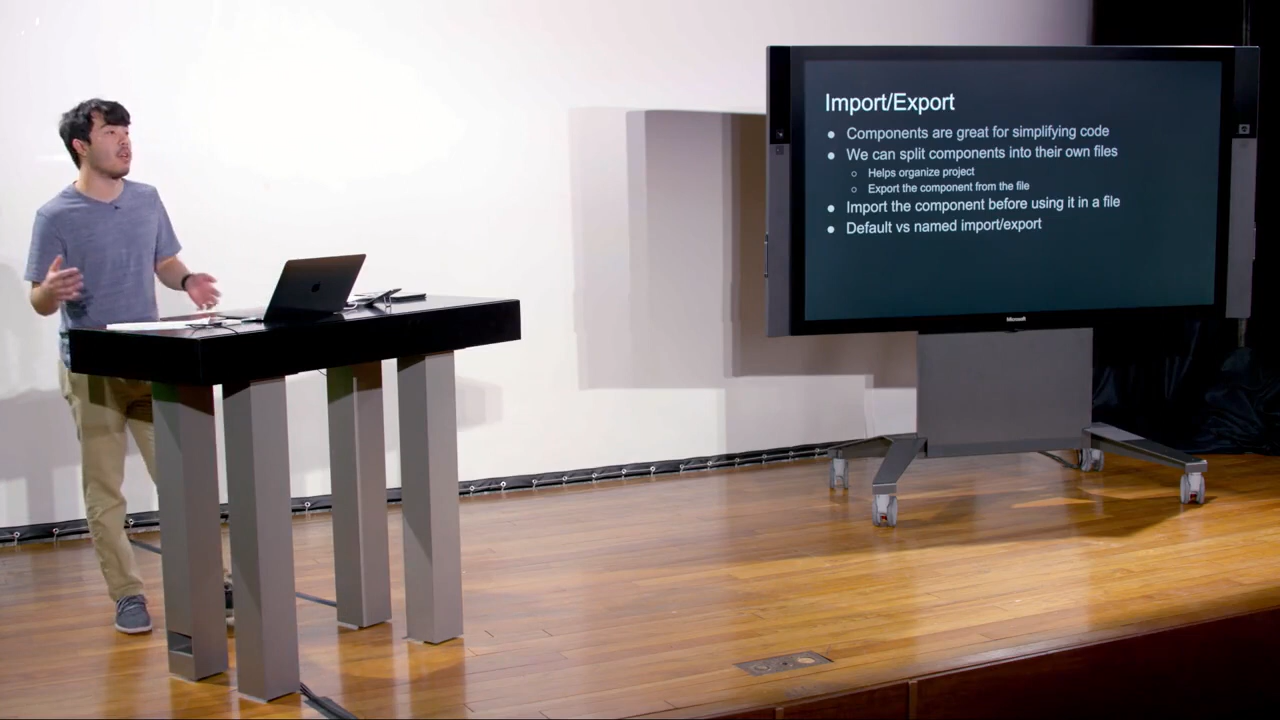 Import/Export
● Components are great for simplifying code
● We can split components into their own files
○ Helps organize project
○ Export the component from the file
● Import the component before using it in a file
● Default vs named import/export
Microsoft